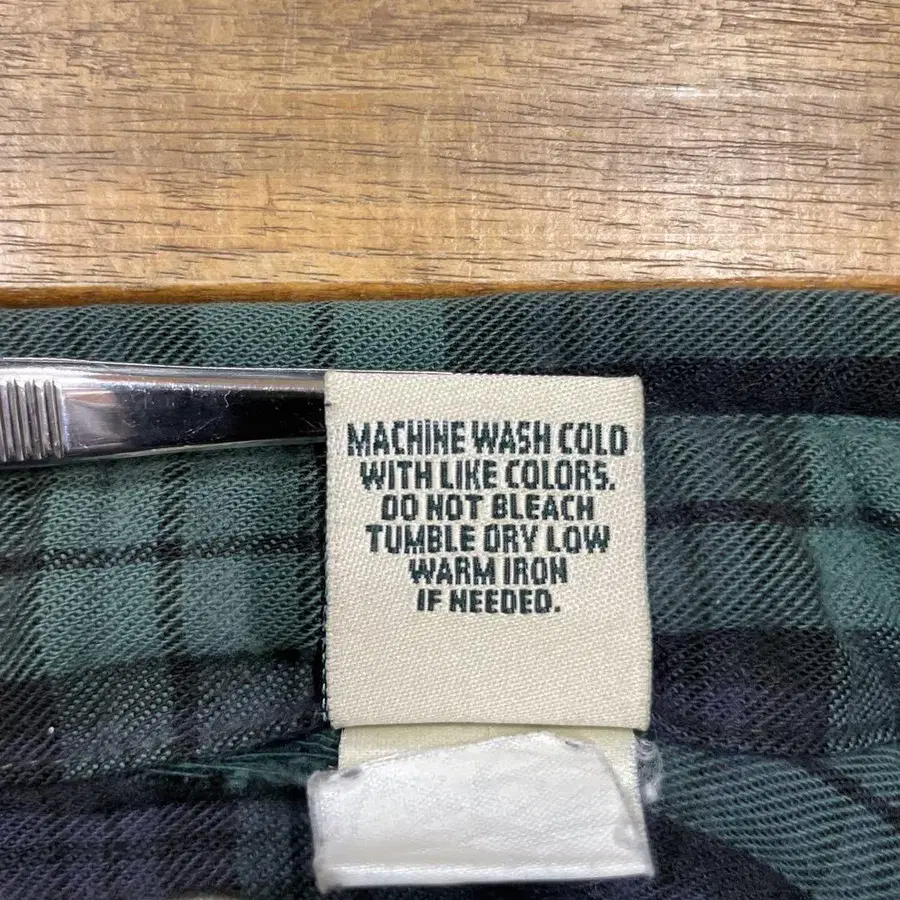 MACHINE WASH COLD
WITH LIKE COLORS.
DO NOT BLEACH
TUMBLE DRY LOW
WARM IRON
IF NEEDED.